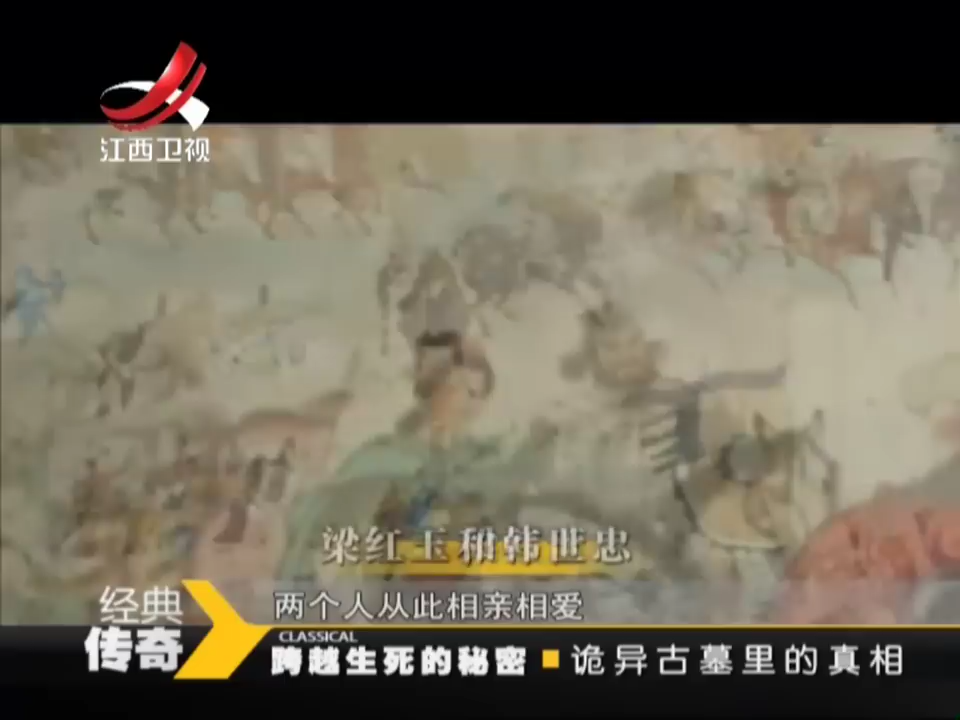 江西卫视
梁红玉和韩世忠
两个人从此相亲相爱
经典
传奇
CLASSICAL
跨越生死的秘密
诡异古墓里的真相